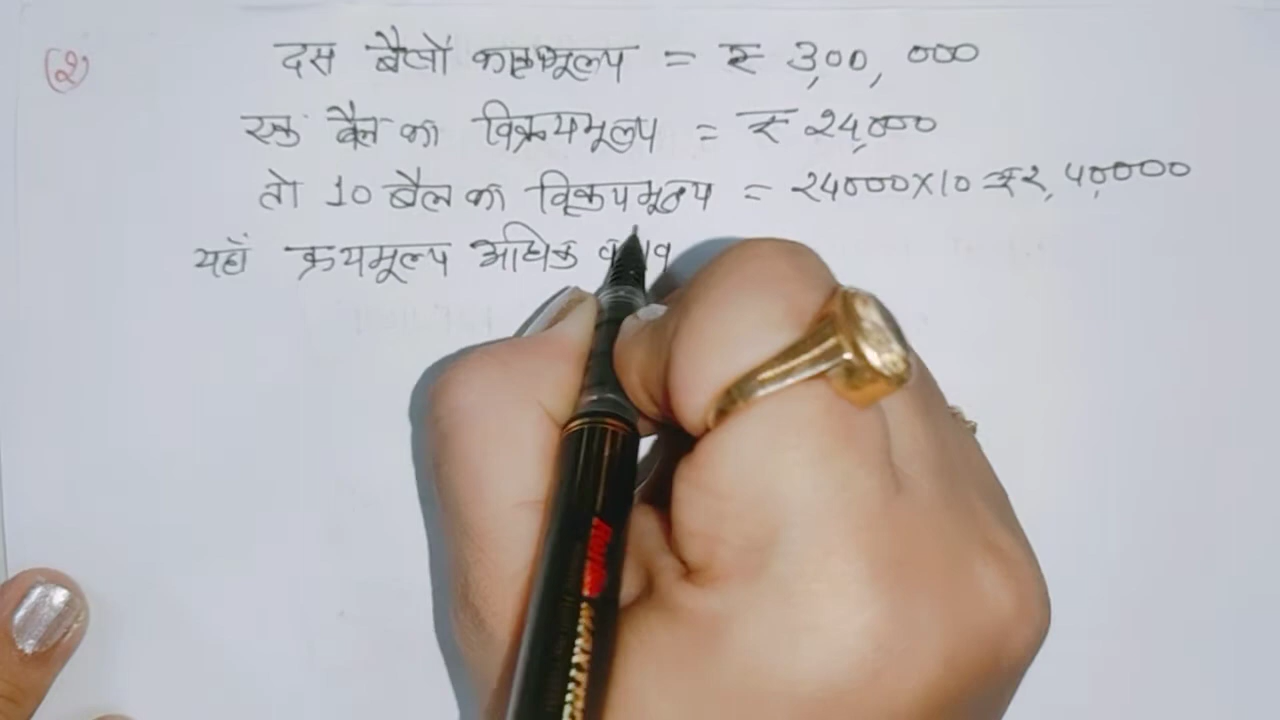 (२)
दस बैलों का क्रयमूल्य = ₹ 3,00,000
एक बैल का विक्रयमूल्य = ₹ 24,000
तो 10 बैल का विक्रयमूल्य = 24000×10 = ₹2,40,000
यहाँ क्रयमूल्य अधिक